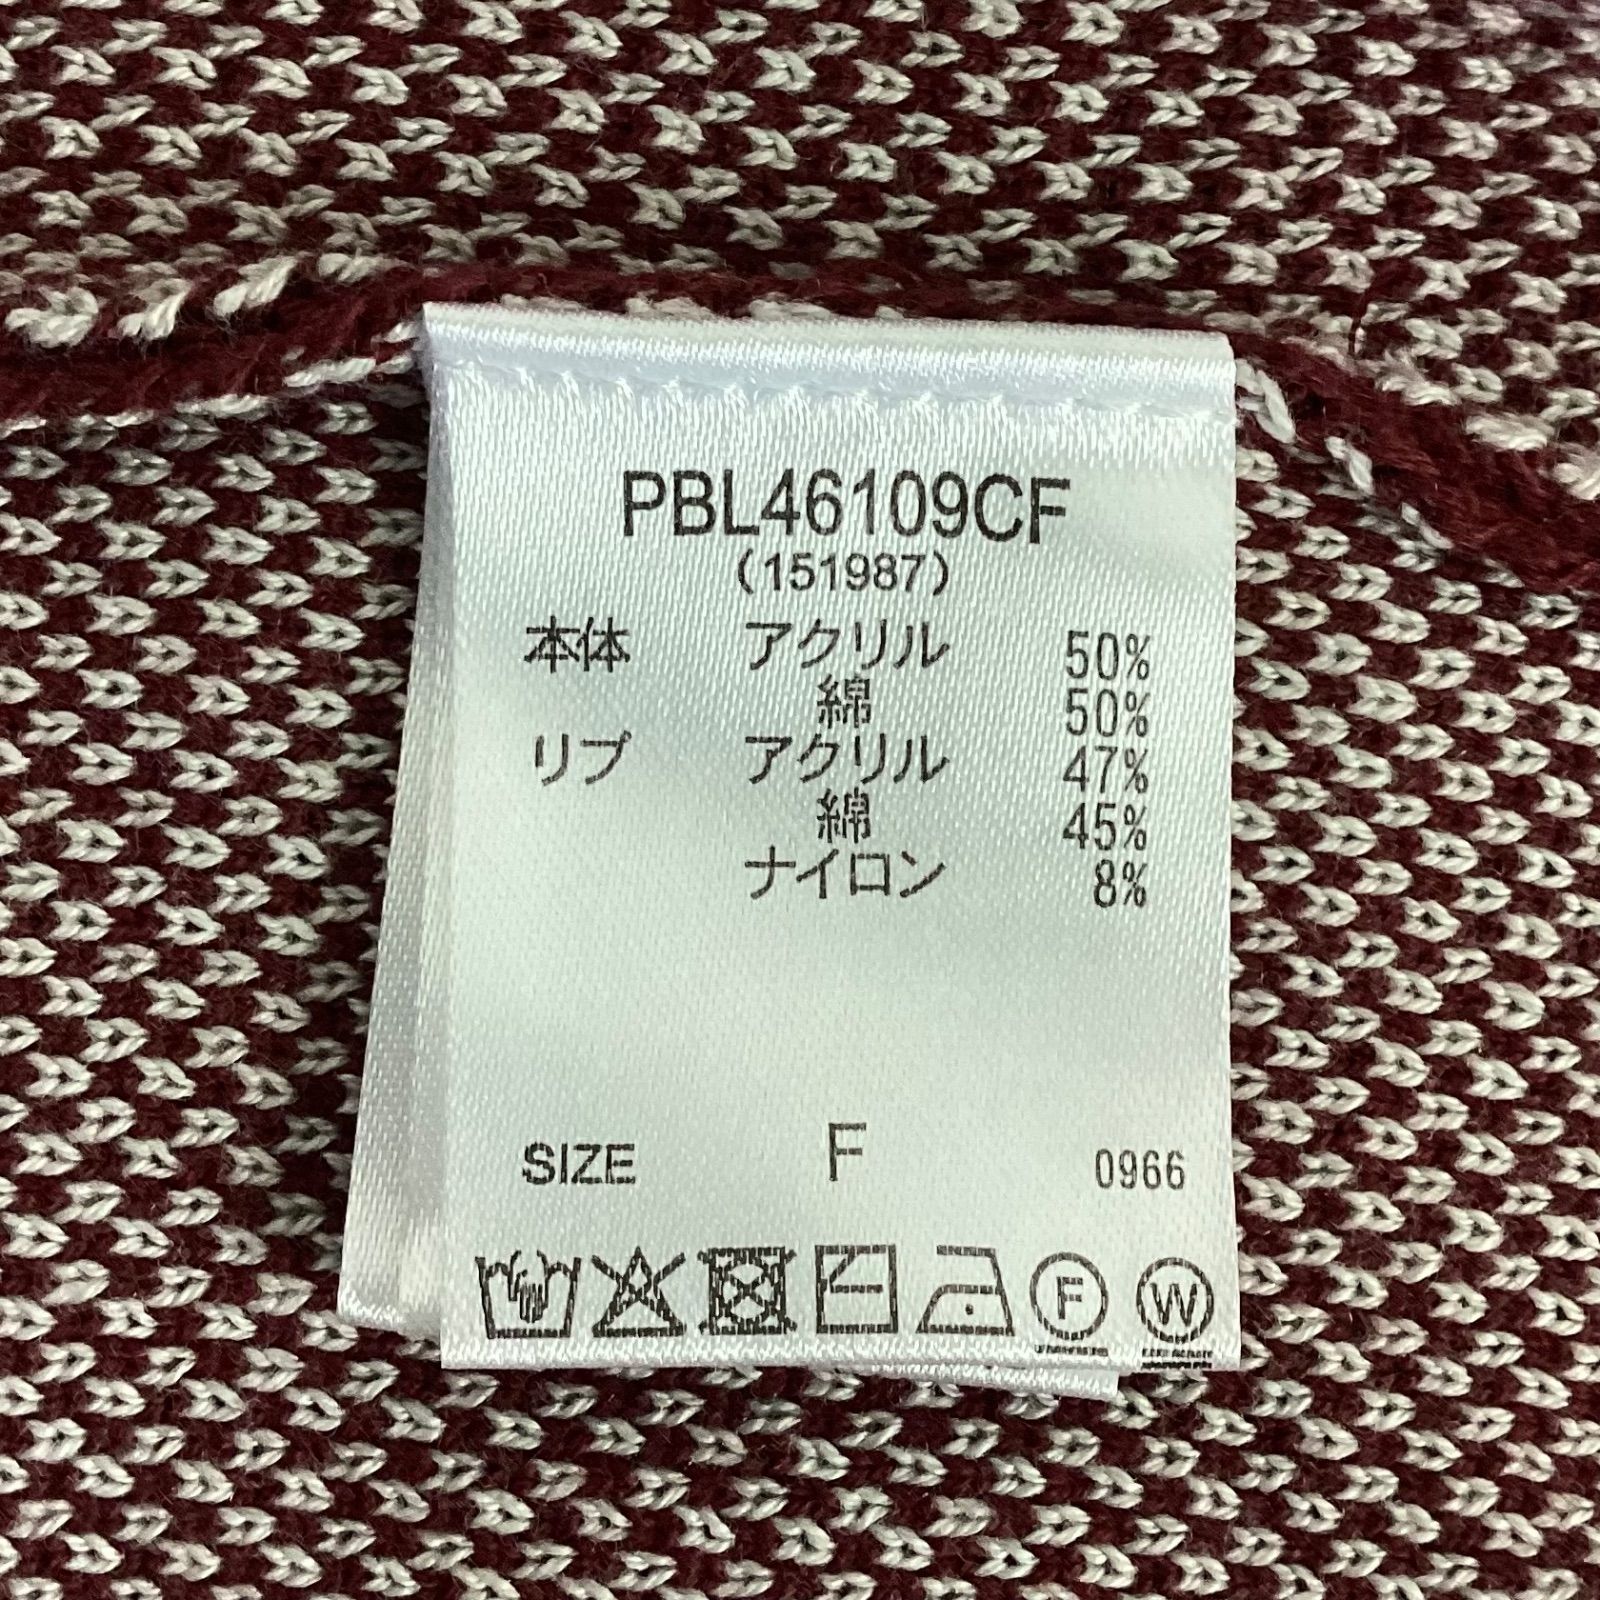 PBL46109CF
(151987)
本体 アクリル 50%
綿 50%
リブ アクリル 47%
綿 45%
ナイロン 8%
SIZE F 0966
F W